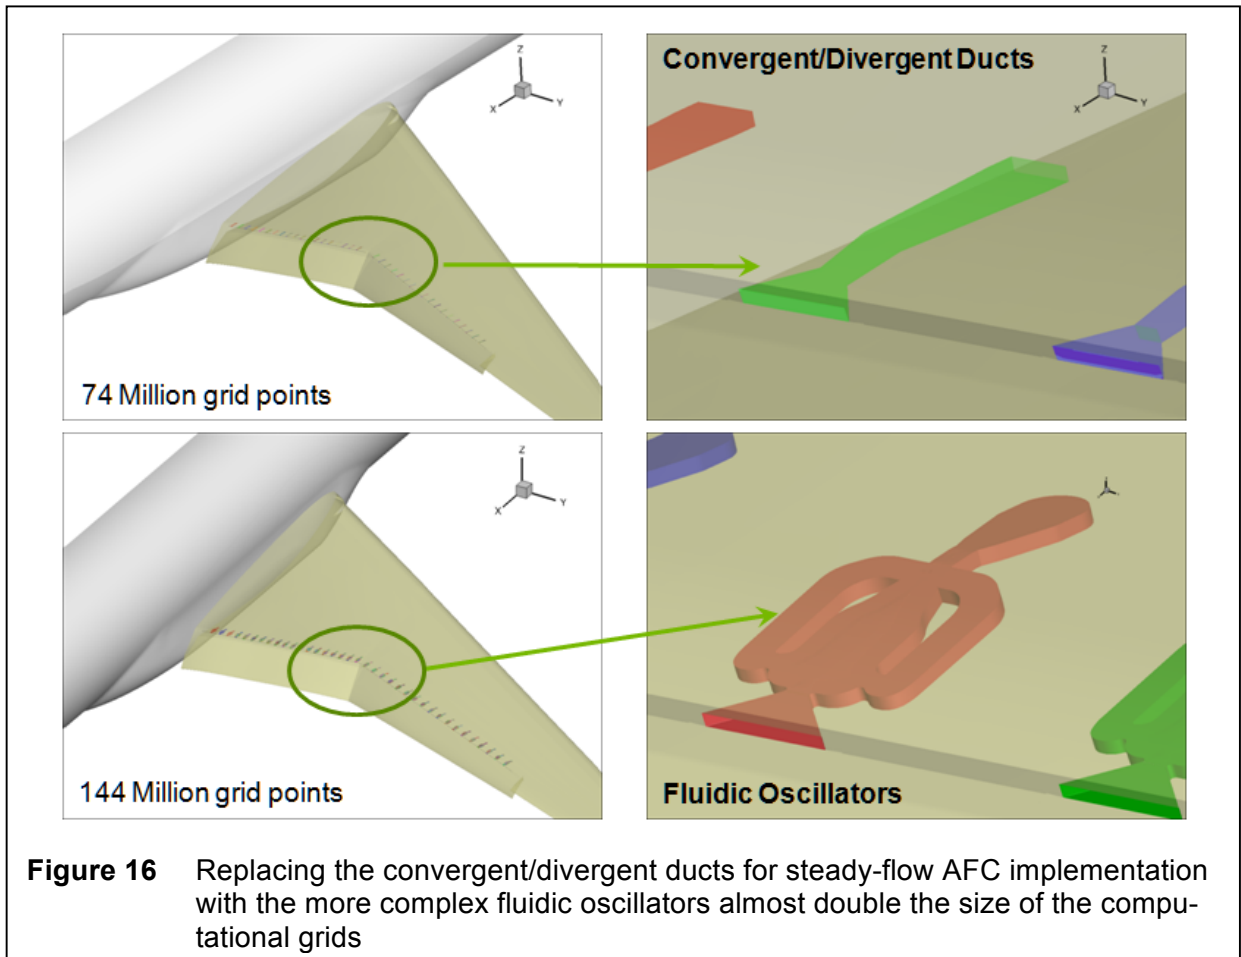 Z
X
Y
74 Million grid points
Convergent/Divergent Ducts
Z
X
Y
Z
X
Y
144 Million grid points
Fluidic Oscillators
Figure 16 Replacing the convergent/divergent ducts for steady-flow AFC implementation
with the more complex fluidic oscillators almost double the size of the compu-
tational grids